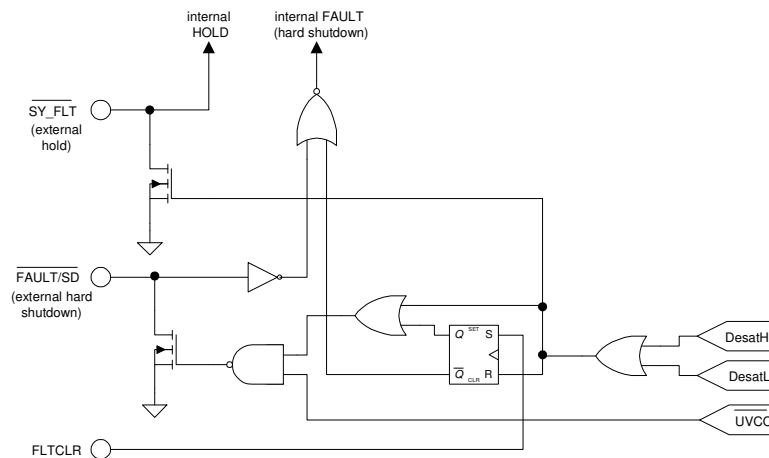 internal
HOLD
internal FAULT
(hard shutdown)
SY_FLT
(external
hold)
FAULT/SD
(external hard
shutdown)
Q SET S
Q CLR R
DesatH
DesatL
UVCC
FLTCLR